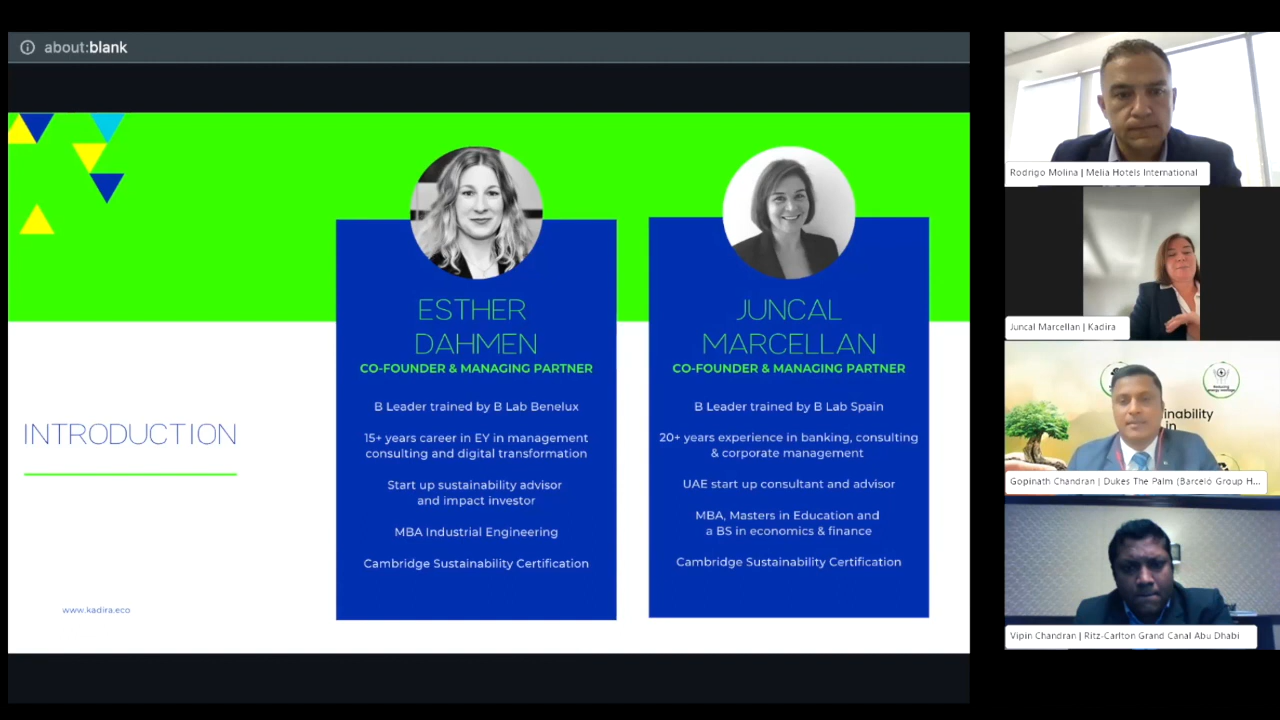 about:blank
INTRODUCTION
www.kadira.eco
ESTHER
DAHMEN
CO-FOUNDER & MANAGING PARTNER
B Leader trained by B Lab Benelux
15+ years career in EY in management
consulting and digital transformation
Start up sustainability advisor
and impact investor
MBA Industrial Engineering
Cambridge Sustainability Certification
JUNCAL
MARCELLAN
CO-FOUNDER & MANAGING PARTNER
B Leader trained by B Lab Spain
20+ years experience in banking, consulting
& corporate management
UAE start up consultant and advisor
MBA, Masters in Education and
a BS in economics & finance
Cambridge Sustainability Certification
Rodrigo Molina | Melia Hotels International
Juncal Marcellan | Kadira
inability
in
Gopinath Chandran | Dukes The Palm (Barcelo Group H...
Vipin Chandran | Ritz-Carlton Grand Canal Abu Dhabi